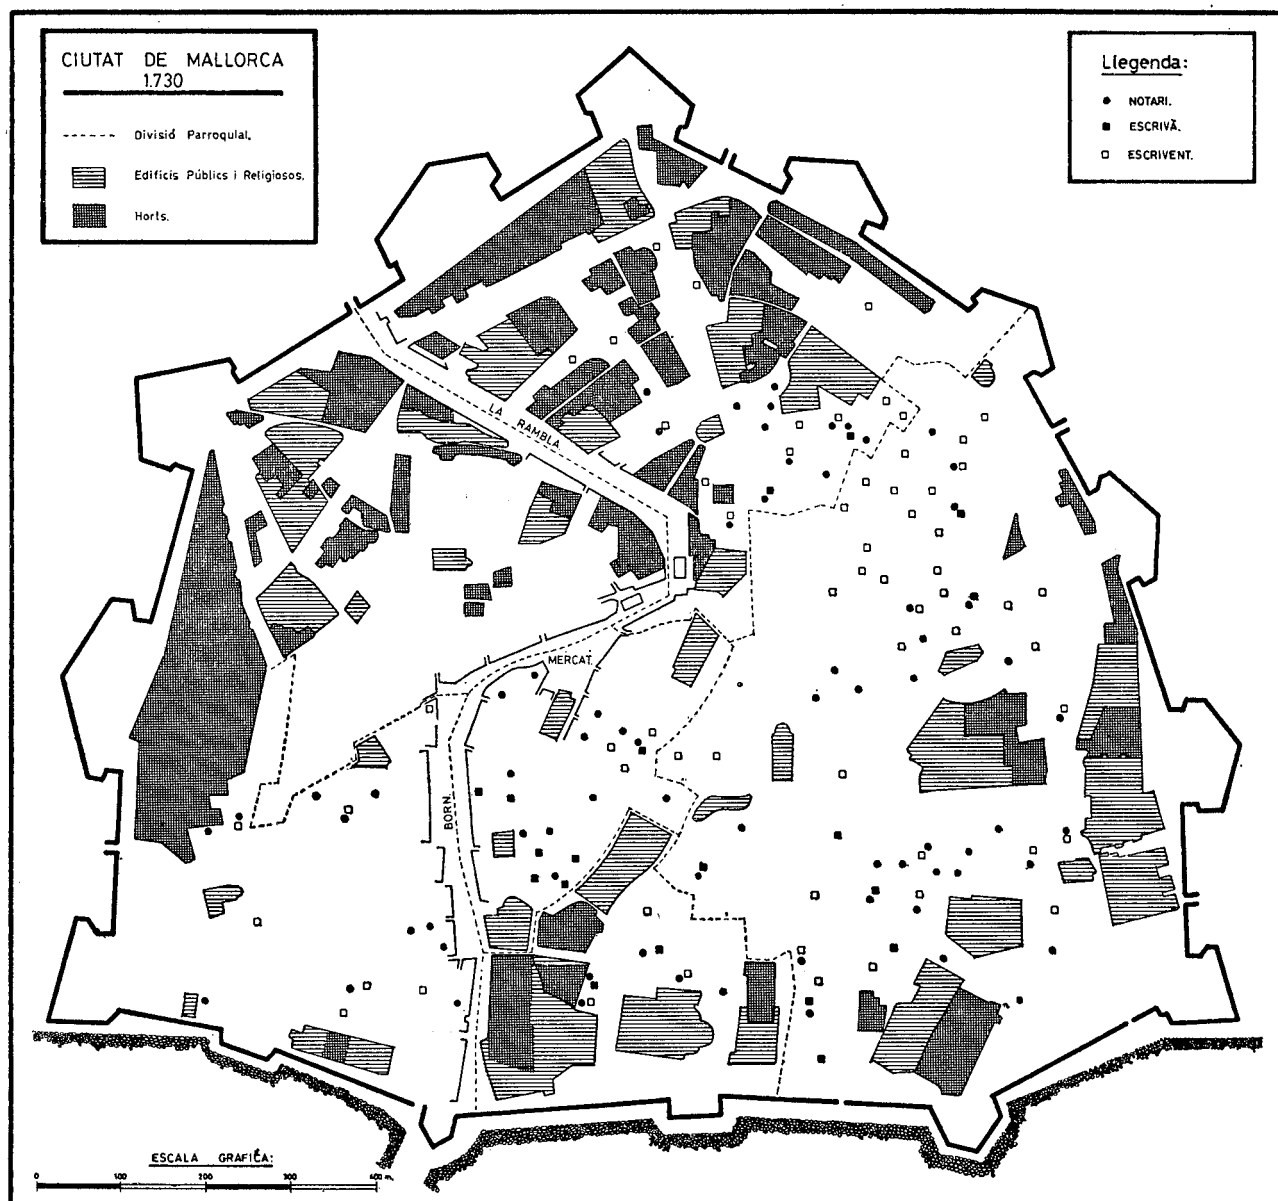 CIUTAT DE MALLORCA
1.730
Divisió Parroquial.
Edificis Públics i Religiosos.
Horts.
Llegenda:
NOTARI.
ESCRIVÀ.
ESCRIVENT.
LA RAMBLA
MERCAT.
BORN.
ESCALA GRAFICA:
0 100 200 300 400